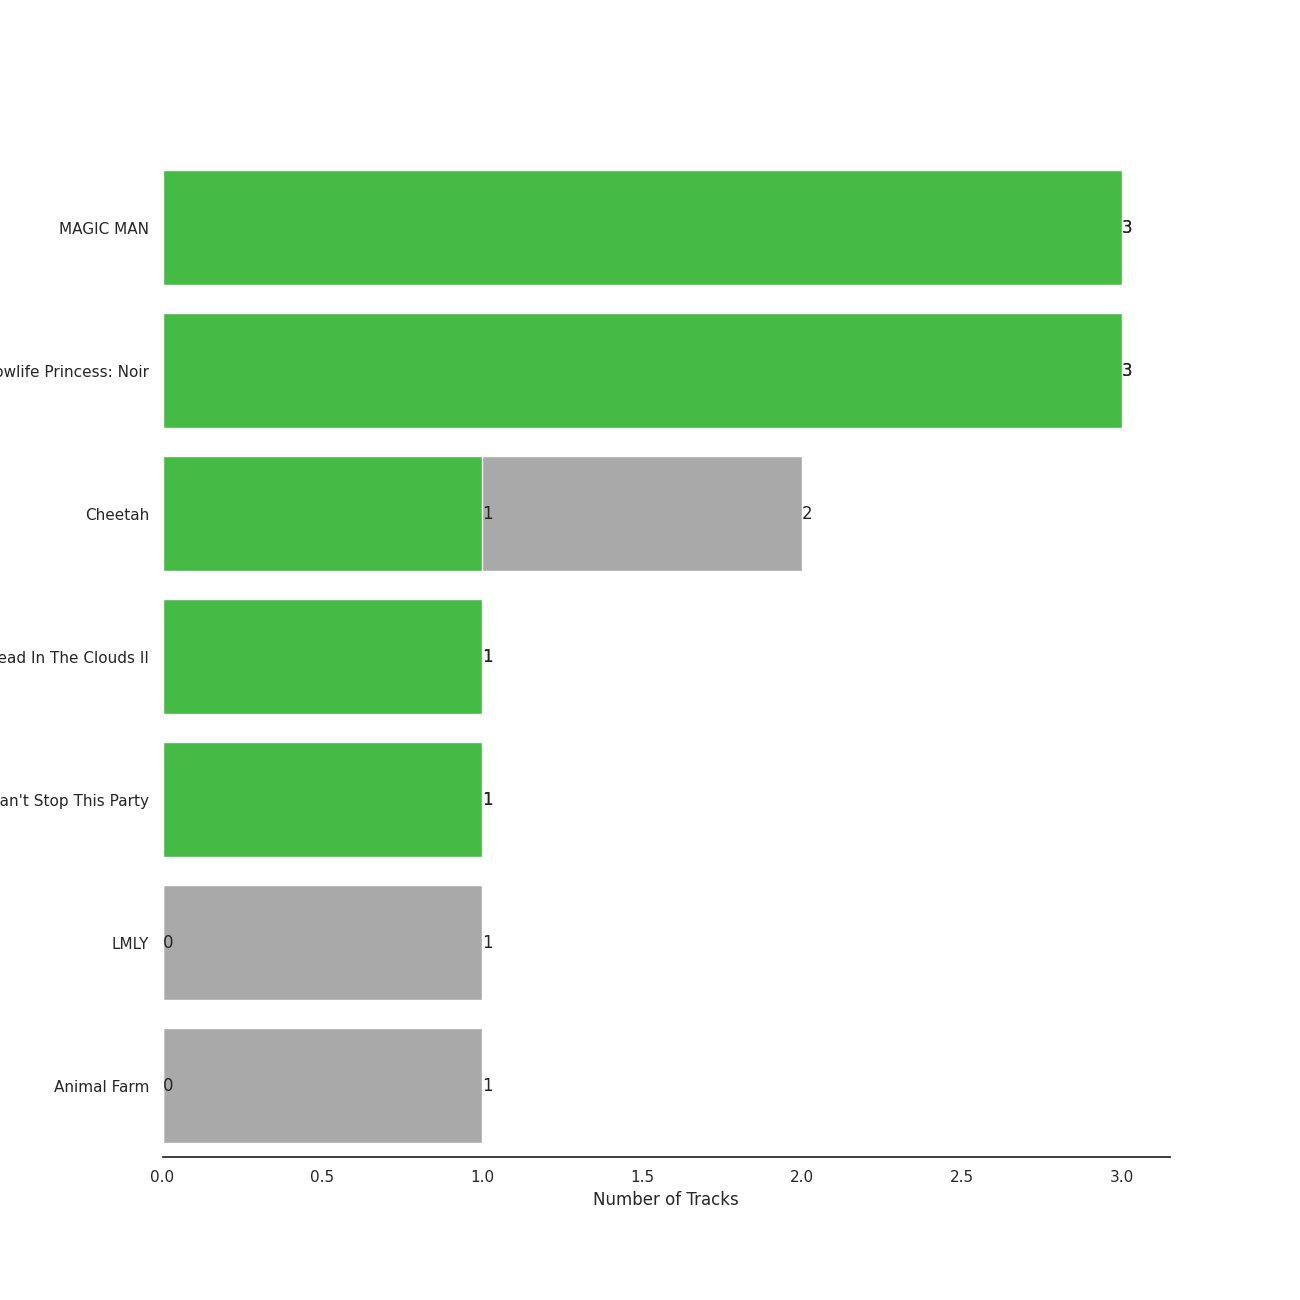 MAGIC MAN
3
owlife Princess: Noir
3
Cheetah
1
2
ead In The Clouds II
1
an't Stop This Party
1
LMLY
0
1
Animal Farm
0
1
0.0 0.5 1.0 1.5 2.0 2.5 3.0
Number of Tracks